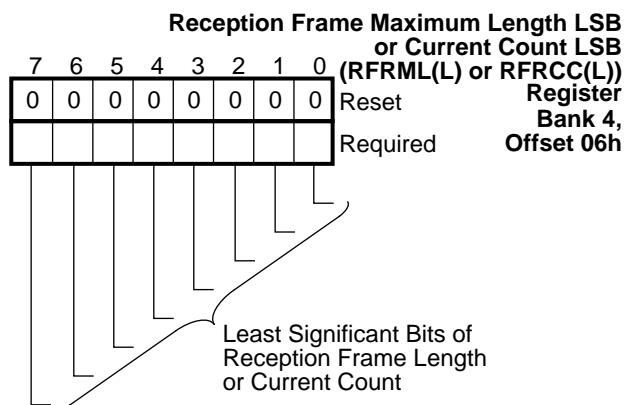 Reception Frame Maximum Length LSB
or Current Count LSB
(RFRML(L) or RFRCC(L))
Register
Bank 4,
Offset 06h
7 6 5 4 3 2 1 0
0 0 0 0 0 0 0 0 Reset
Required
Least Significant Bits of
Reception Frame Length
or Current Count